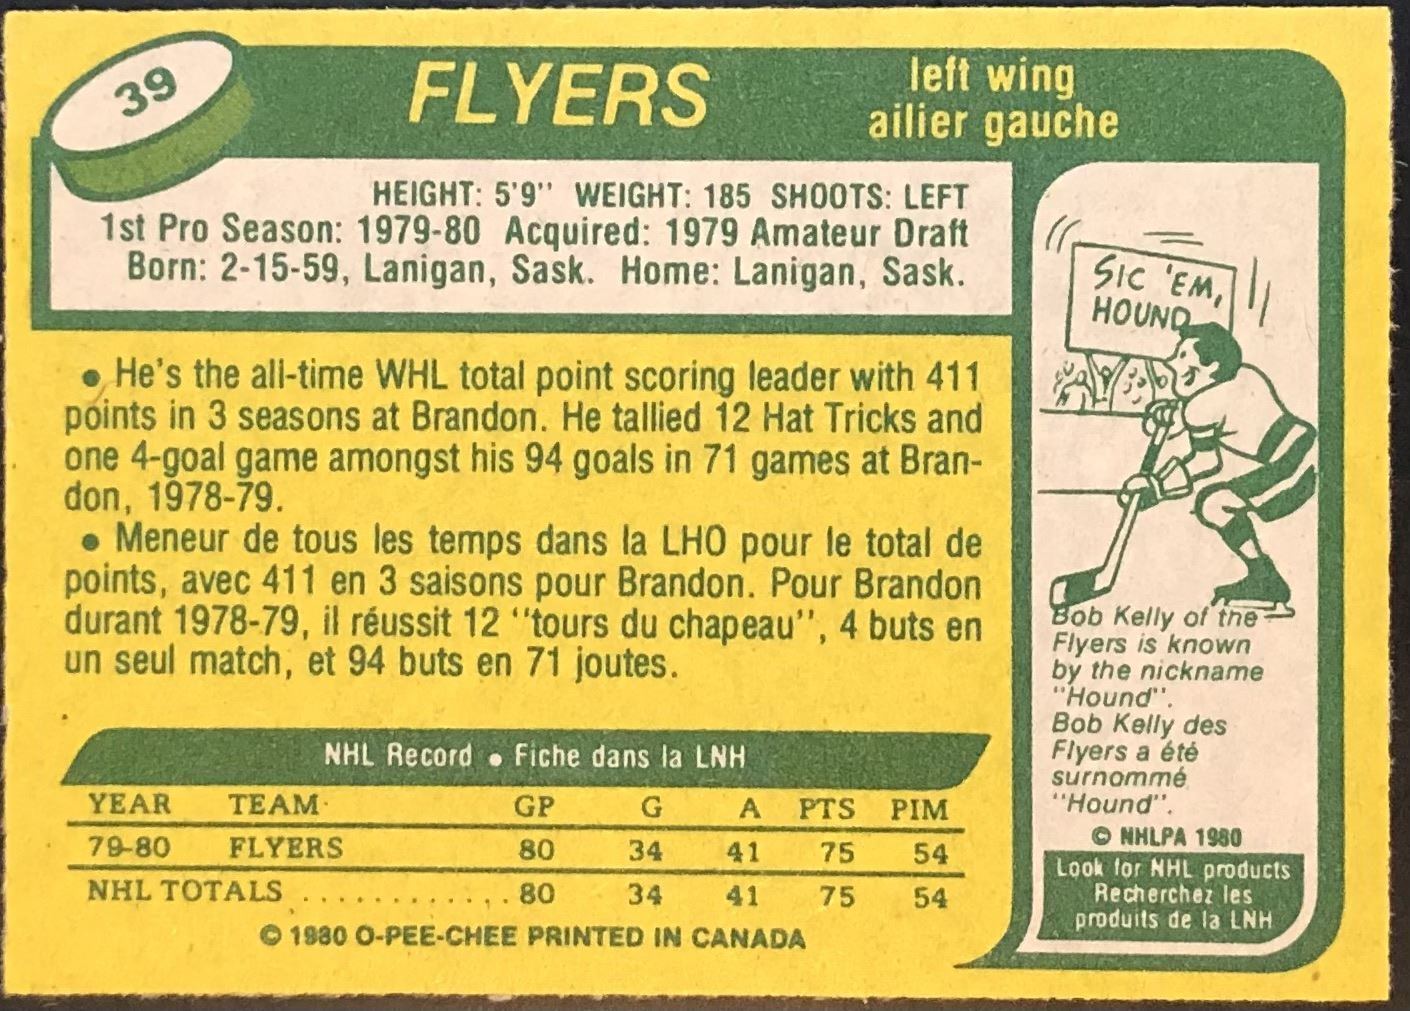 39
FLYERS
left wing
ailier gauche
HEIGHT: 5'9" WEIGHT: 185 SHOOTS: LEFT
1st Pro Season: 1979-80 Acquired: 1979 Amateur Draft
Born: 2-15-59, Lanigan, Sask. Home: Lanigan, Sask.
• He's the all-time WHL total point scoring leader with 411
points in 3 seasons at Brandon. He tallied 12 Hat Tricks and
one 4-goal game amongst his 94 goals in 71 games at Bran-
don, 1978-79.
• Meneur de tous les temps dans la LHO pour le total de
points, avec 411 en 3 saisons pour Brandon. Pour Brandon
durant 1978-79, il réussit 12 "tours du chapeau", 4 buts en
un seul match, et 94 buts en 71 joutes.
NHL Record • Fiche dans la LNH
YEAR TEAM GP G A PTS PIM
79-80 FLYERS 80 34 41 75 54
NHL TOTALS ............ 80 34 41 75 54
© 1980 O-PEE-CHEE PRINTED IN CANADA
SIC 'EM,
HOUND
Bob Kelly of the
Flyers is known
by the nickname
"Hound".
Bob Kelly des
Flyers a été
surnommé
"Hound".
© NHLPA 1980
Look for NHL products
Recherchez les
produits de la LNH